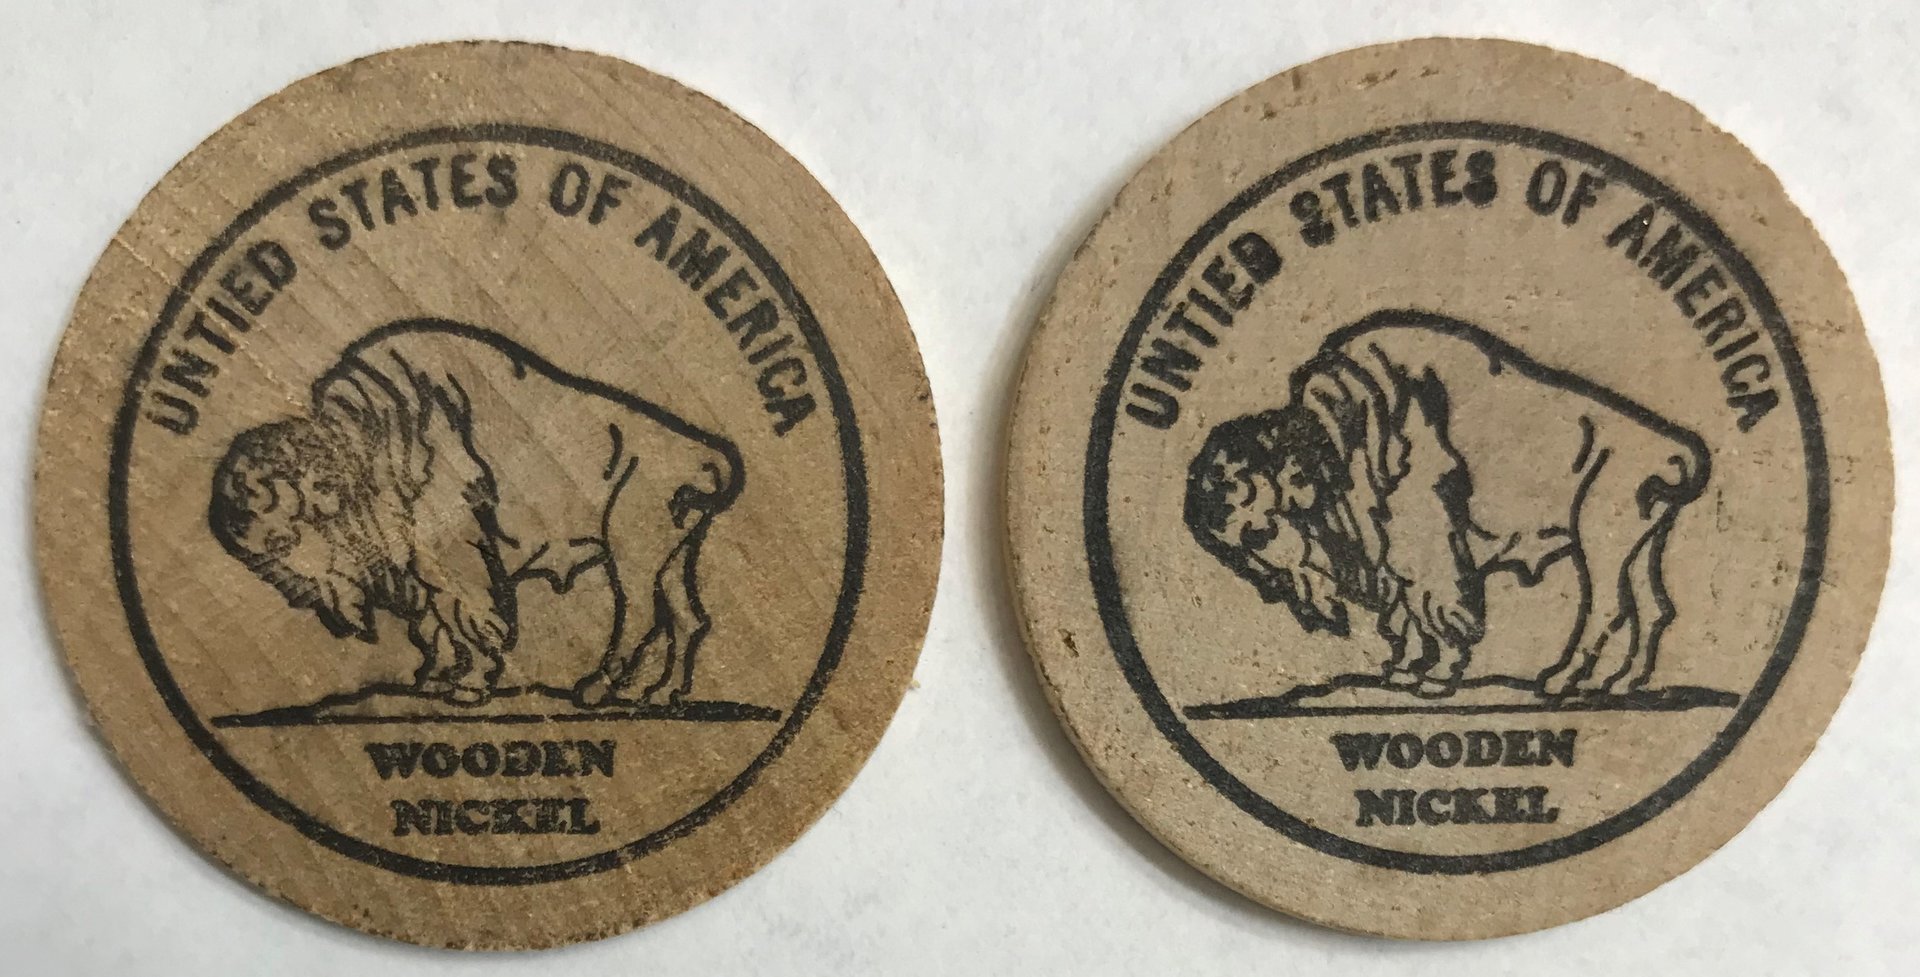 UNTIED STATES OF AMERICA
WOODEN
NICKEL
UNTIED STATES OF AMERICA
WOODEN
NICKEL